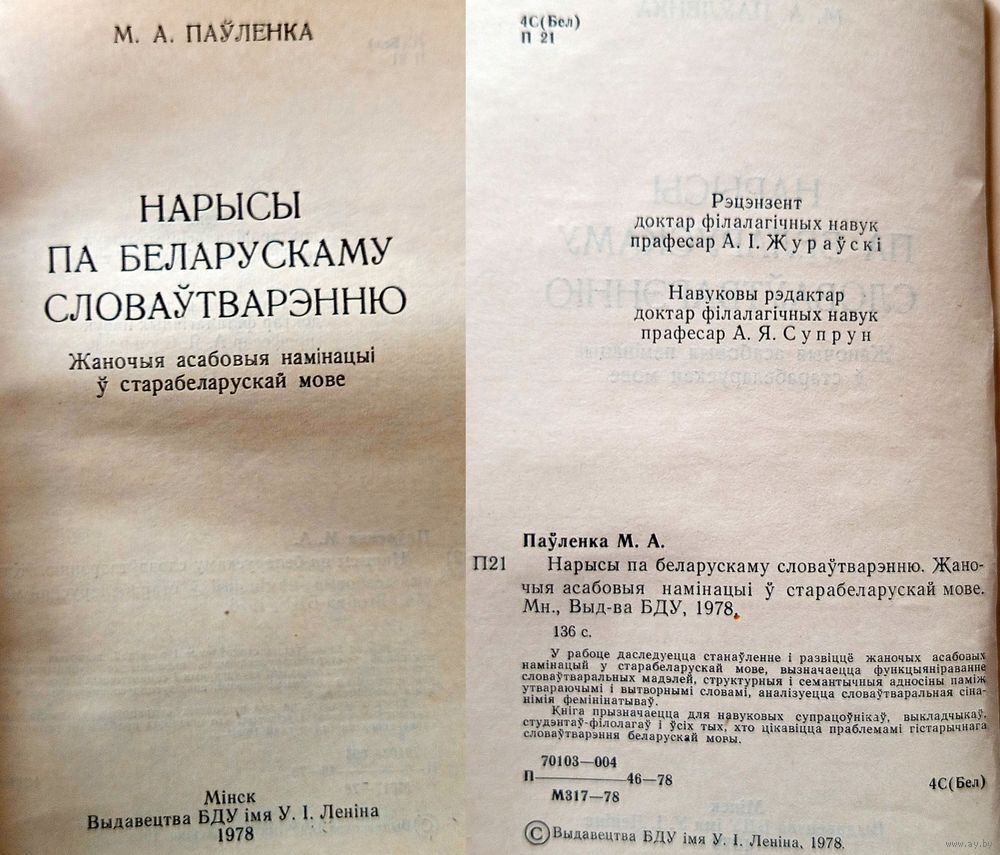 М. А. ПАЎЛЕНКА
НАРЫСЫ
ПА БЕЛАРУСКАМУ
СЛОВАЎТВАРЭННЮ
Жаночыя асабовыя намінацыі
ў старабеларускай мове
Мінск
Выдавецтва БДУ імя У. І. Леніна
1978
4С(Бел)
П 21
Рэцэнзент
доктар філалагічных навук
прафесар А. І. Жураўскі
Навуковы рэдактар
доктар філалагічных навук
прафесар А. Я. Супрун
Паўленка М. А.
П21 Нарысы па беларускаму словаўтварэнню. Жано-
чыя асабовыя намінацыі ў старабеларускай мове.
Мн., Выд-ва БДУ, 1978.
136 с.
У рабоце даследуецца станаўленне і развіццё жаночых асабовых
намінацый у старабеларускай мове, вызначаецца функцыяніраванне
словаўтваральных мадэлей, структурныя і семантычныя адносіны паміж
утвараючымі і вытворнымі словамі, аналізуецца словаўтваральная сіна-
німія фемінінатываў.
Кніга прызначаецца для навуковых супрацоўнікаў, выкладчыкаў,
студэнтаў-філолагаў і ўсіх тых, хто цікавіцца праблемамі гістарычнага
словаўтварэння беларускай мовы.
70103—004
П————46—78
М317—78
4С(Бел)
© Выдавецтва БДУ імя У. І. Леніна, 1978.
www.ay.by